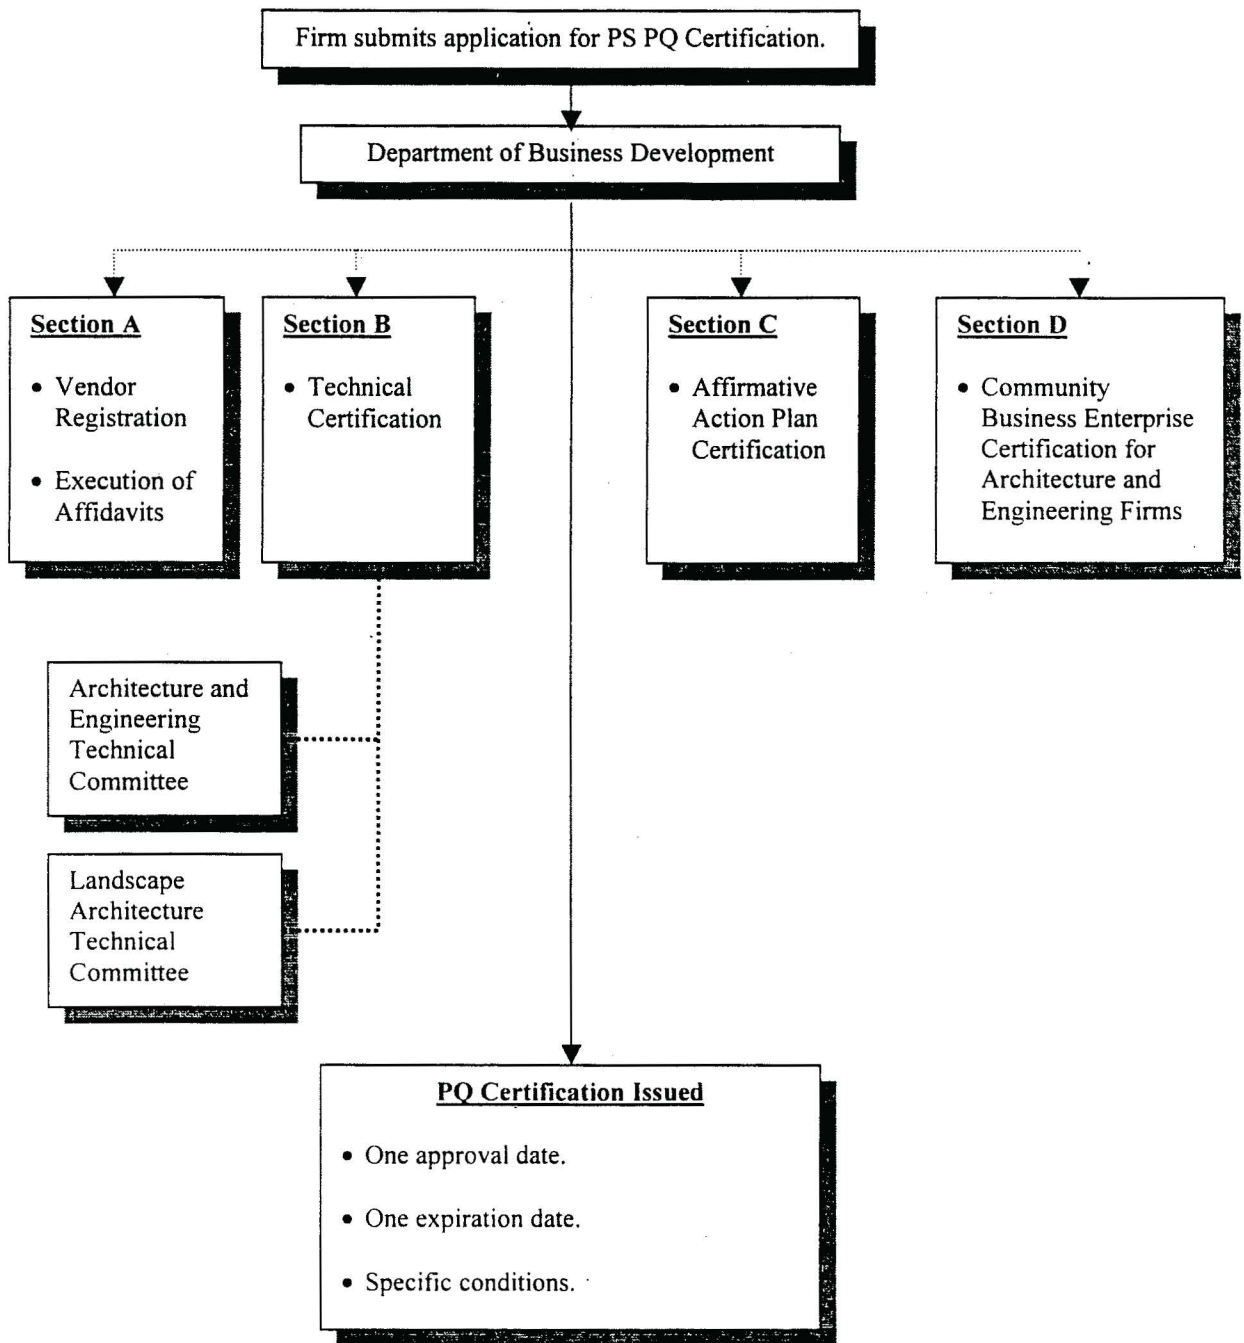 Firm submits application for PS PQ Certification.
Department of Business Development
Section A
• Vendor
Registration
• Execution of
Affidavits
Section B
• Technical
Certification
Section C
• Affirmative
Action Plan
Certification
Section D
• Community
Business Enterprise
Certification for
Architecture and
Engineering Firms
Architecture and
Engineering
Technical
Committee
Landscape
Architecture
Technical
Committee
PQ Certification Issued
• One approval date.
• One expiration date.
• Specific conditions.